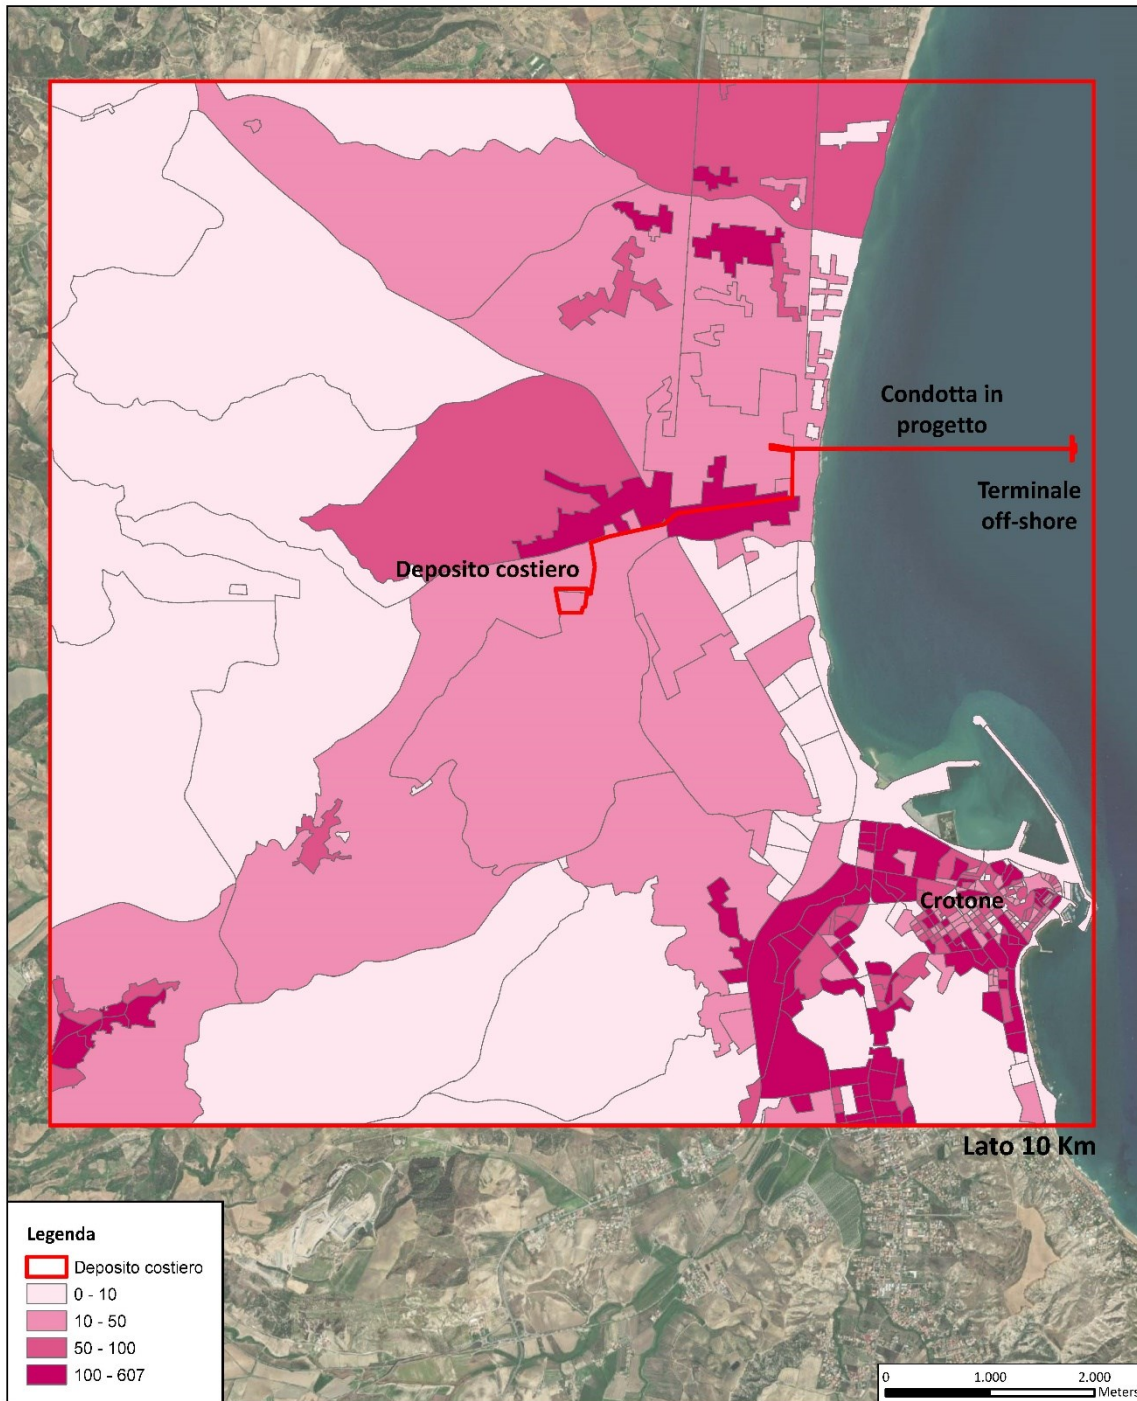 Condotta in
progetto
Terminale
off-shore
Deposito costiero
Crotone
Lato 10 Km
Legenda
Deposito costiero
0 - 10
10 - 50
50 - 100
100 - 607
0 1.000 2.000
Meters